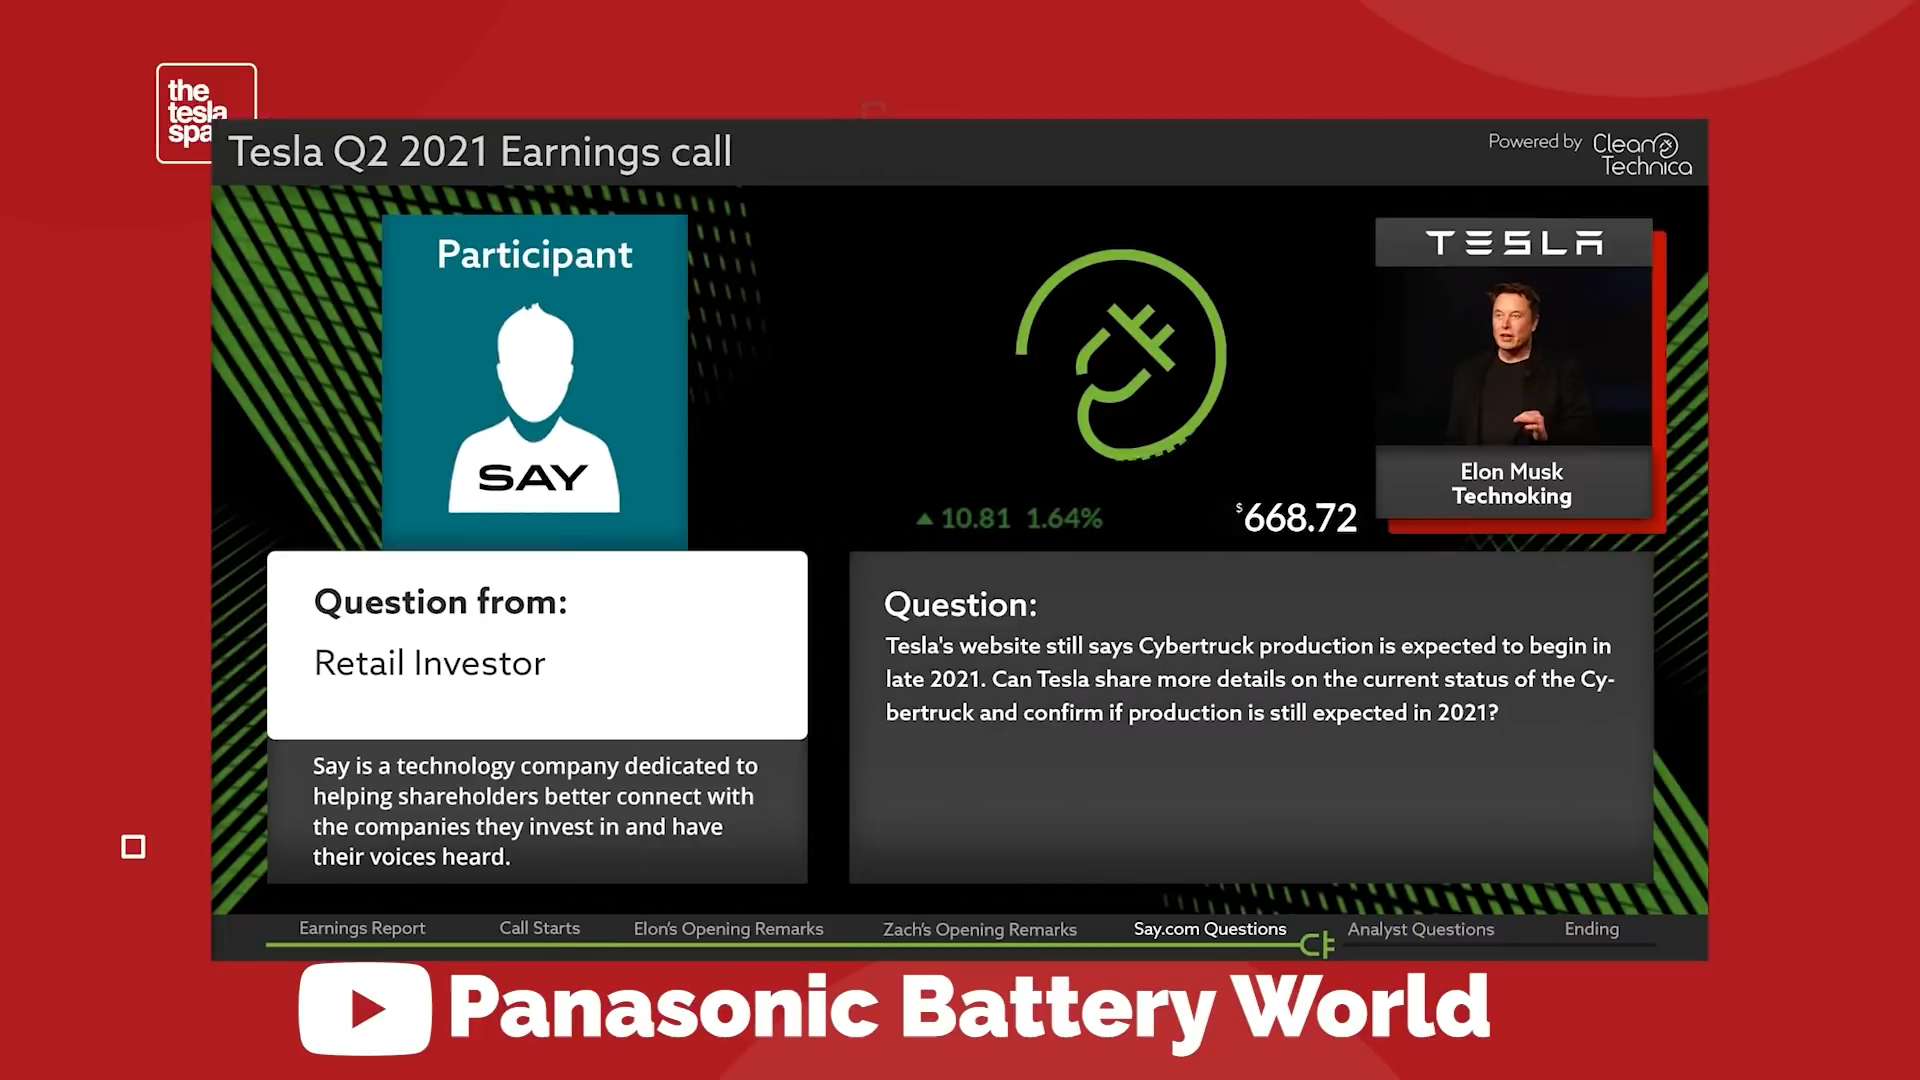 the
tesla
spa
Tesla Q2 2021 Earnings call
Powered by
Clean
Technica
Participant
SAY
TESLA
Elon Musk
Technoking
10.81 1.64%
$668.72
Question from:
Retail Investor
Say is a technology company dedicated to
helping shareholders better connect with
the companies they invest in and have
their voices heard.
Question:
Tesla's website still says Cybertruck production is expected to begin in
late 2021. Can Tesla share more details on the current status of the Cy-
bertruck and confirm if production is still expected in 2021?
Earnings Report
Call Starts
Elon's Opening Remarks
Zach's Opening Remarks
Say.com Questions
Analyst Questions
Ending
Panasonic Battery World